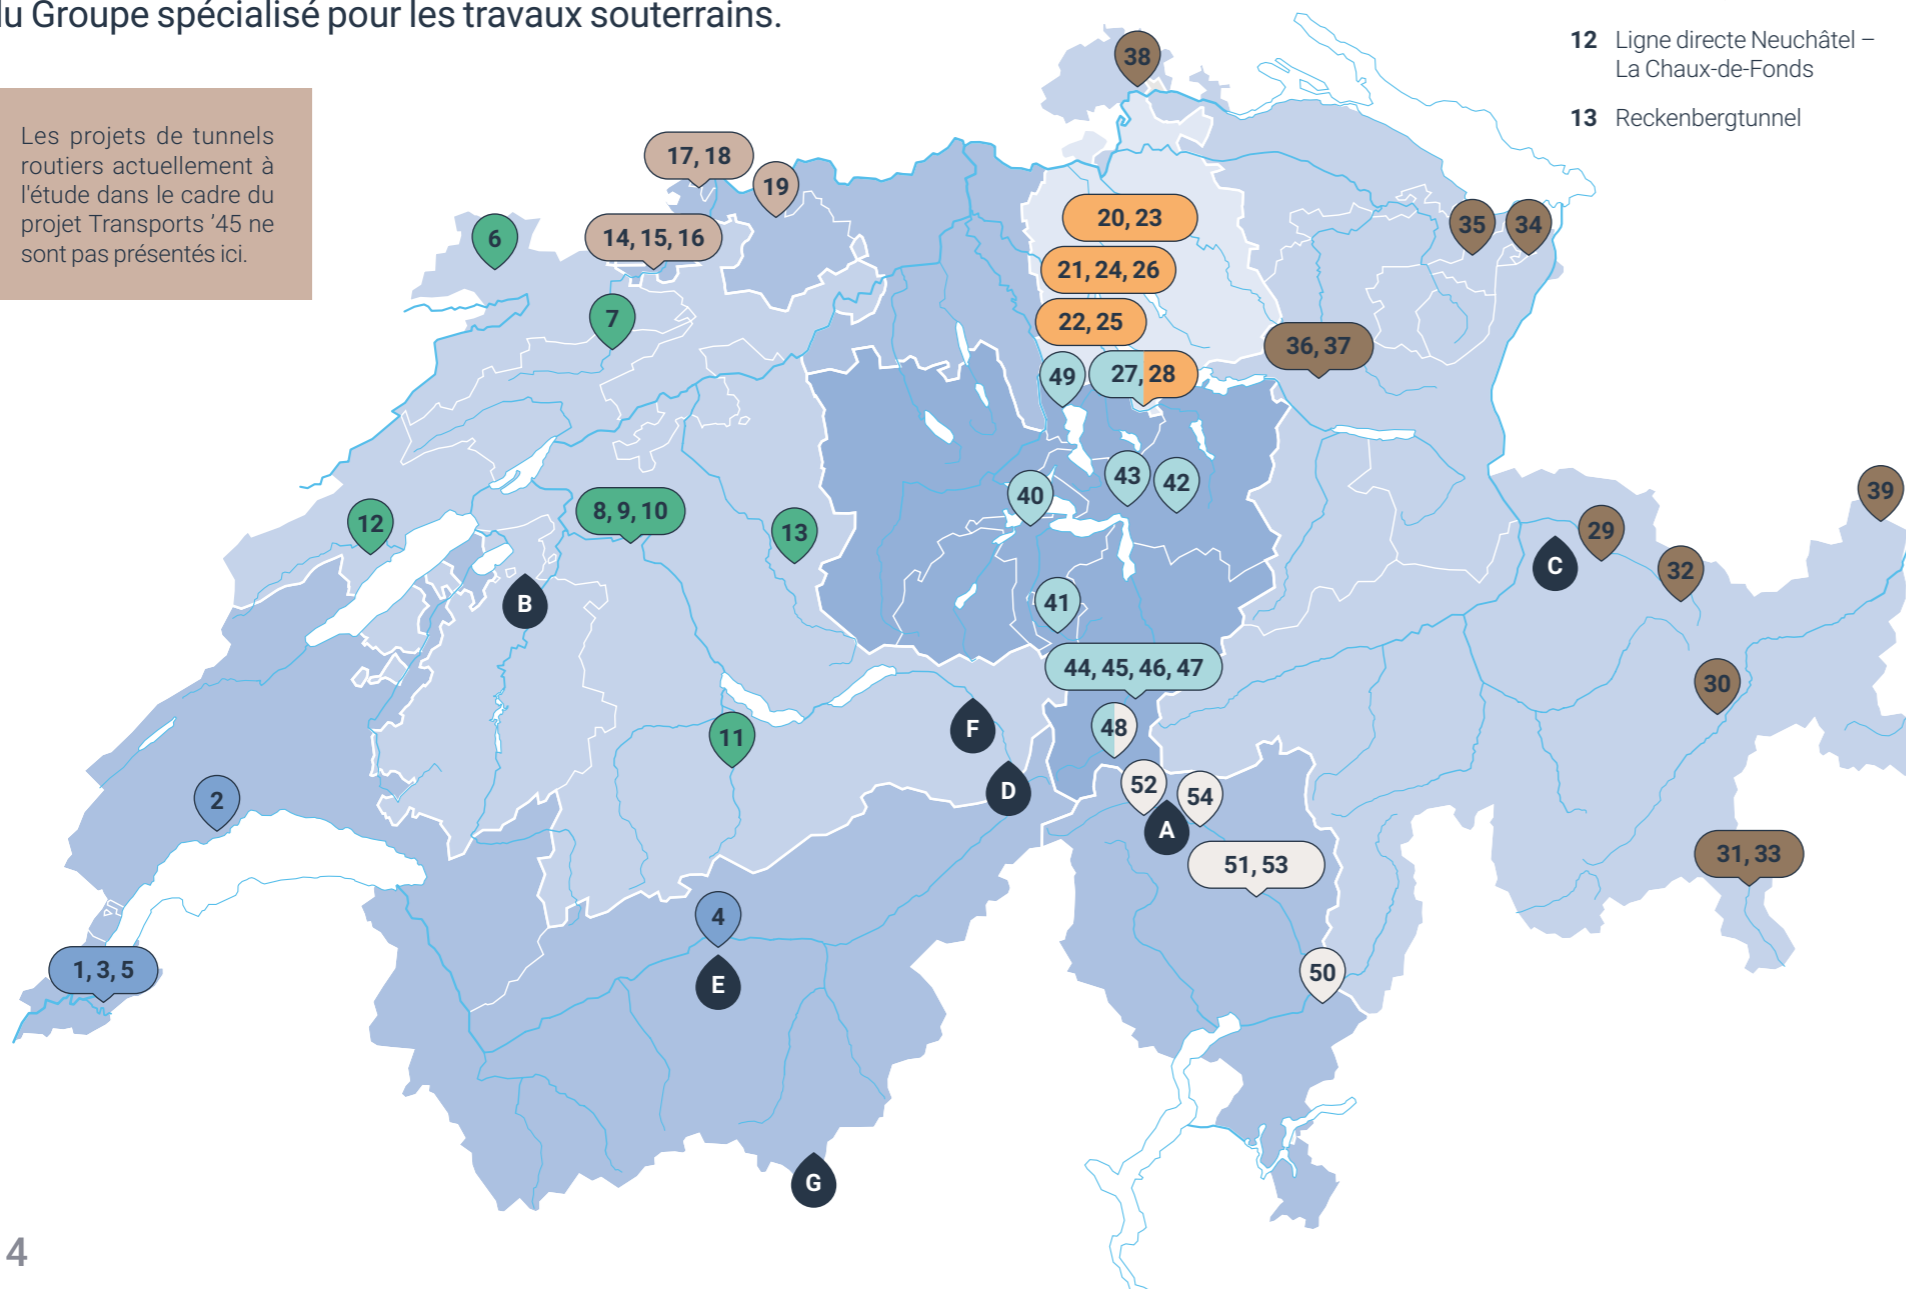 du Groupe spécialisé pour les travaux souterrains.
12 Ligne directe Neuchâtel –
La Chaux-de-Fonds
13 Reckenbergtunnel
Les projets de tunnels
routiers actuellement à
l'étude dans le cadre du
projet Transports '45 ne
sont pas présentés ici.
38
17, 18
19
6
14, 15, 16
20, 23
35
34
21, 24, 26
7
22, 25
36, 37
49
27, 28
43
42
40
39
12
8, 9, 10
13
29
C
32
B
41
44, 45, 46, 47
30
F
48
11
D
52
54
2
A
31, 33
51, 53
4
1, 3, 5
E
50
G
4